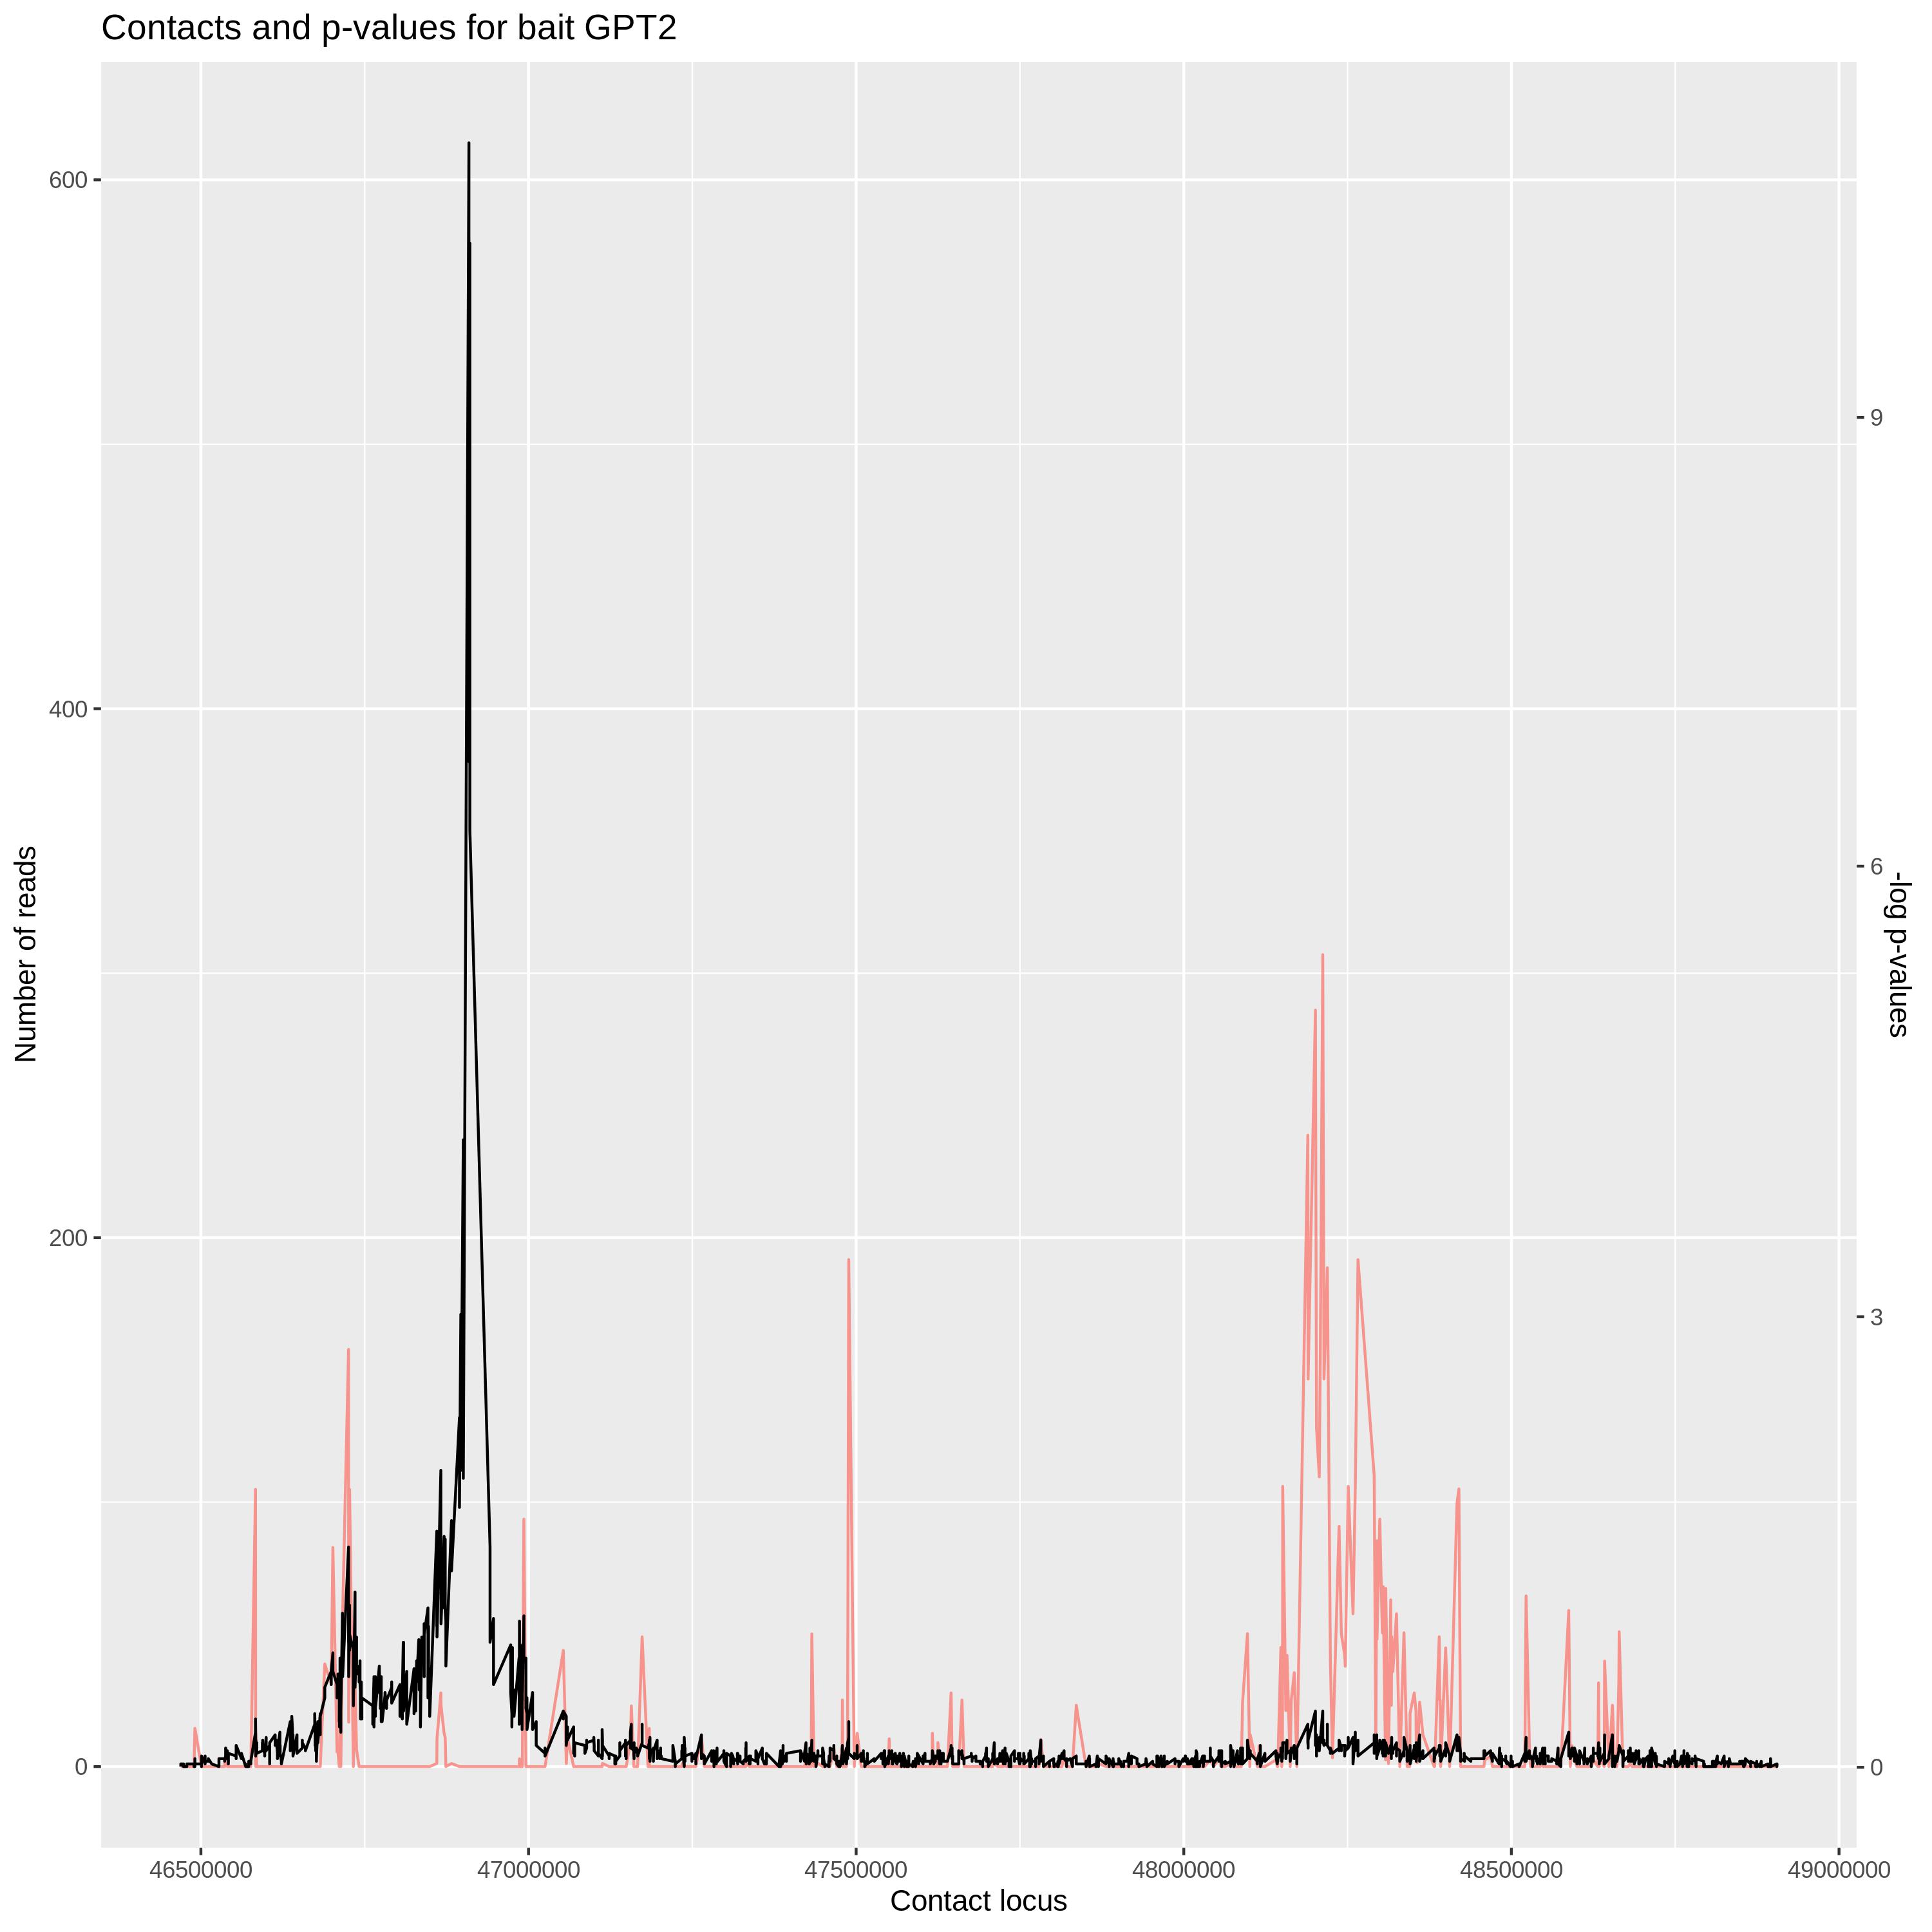 Contacts and p-values for bait GPT2
600
400
200
0
Number of reads
9
6
3
0
-log p-values
46500000 47000000 47500000 48000000 48500000 49000000
Contact locus